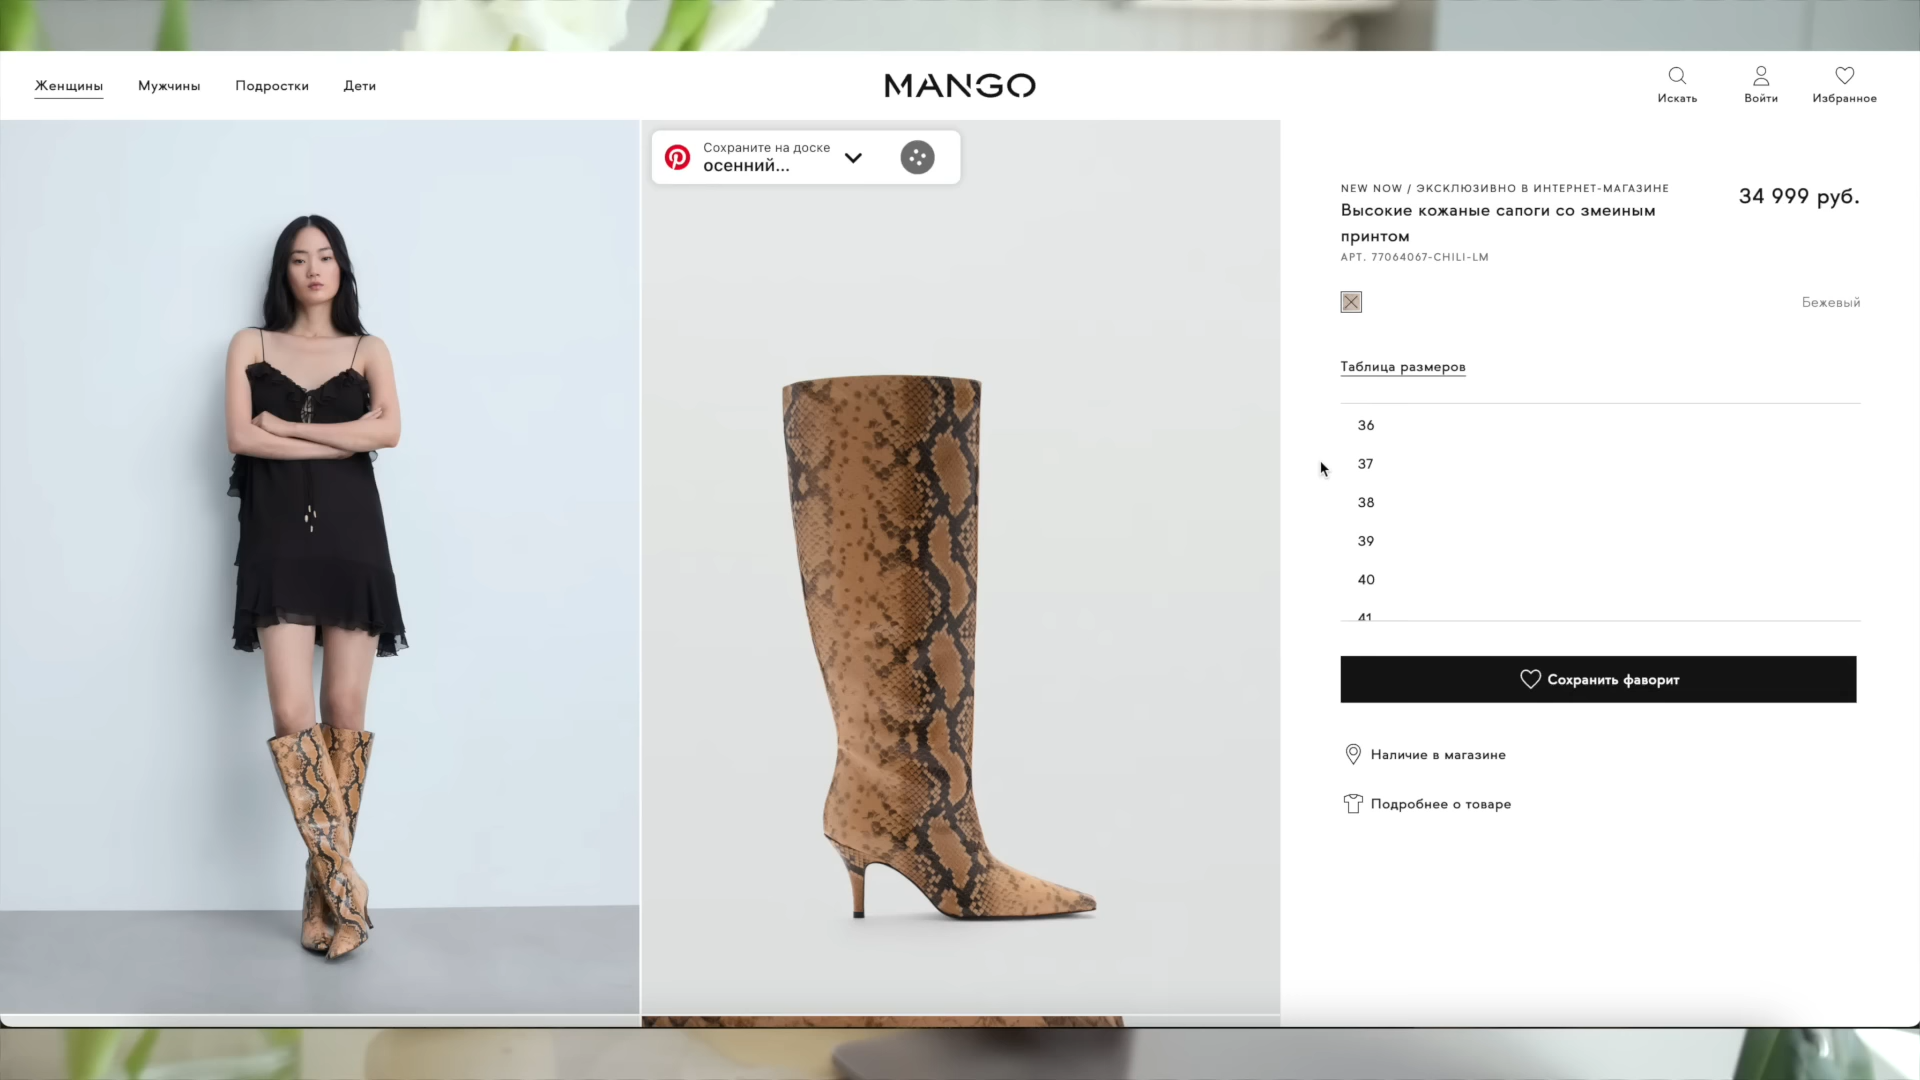 Женщины
Мужчины
Подростки
Дети
MANGO
Искать
Войти
Избранное
Сохраните на доске
осенний...
NEW NOW / ЭКСКЛЮЗИВНО В ИНТЕРНЕТ-МАГАЗИНЕ
34 999 руб.
Высокие кожаные сапоги со змеиным
принтом
АРТ. 77064067-CHILI-LM
Бежевый
Таблица размеров
36
37
38
39
40
41
Сохранить фаворит
Наличие в магазине
Подробнее о товаре